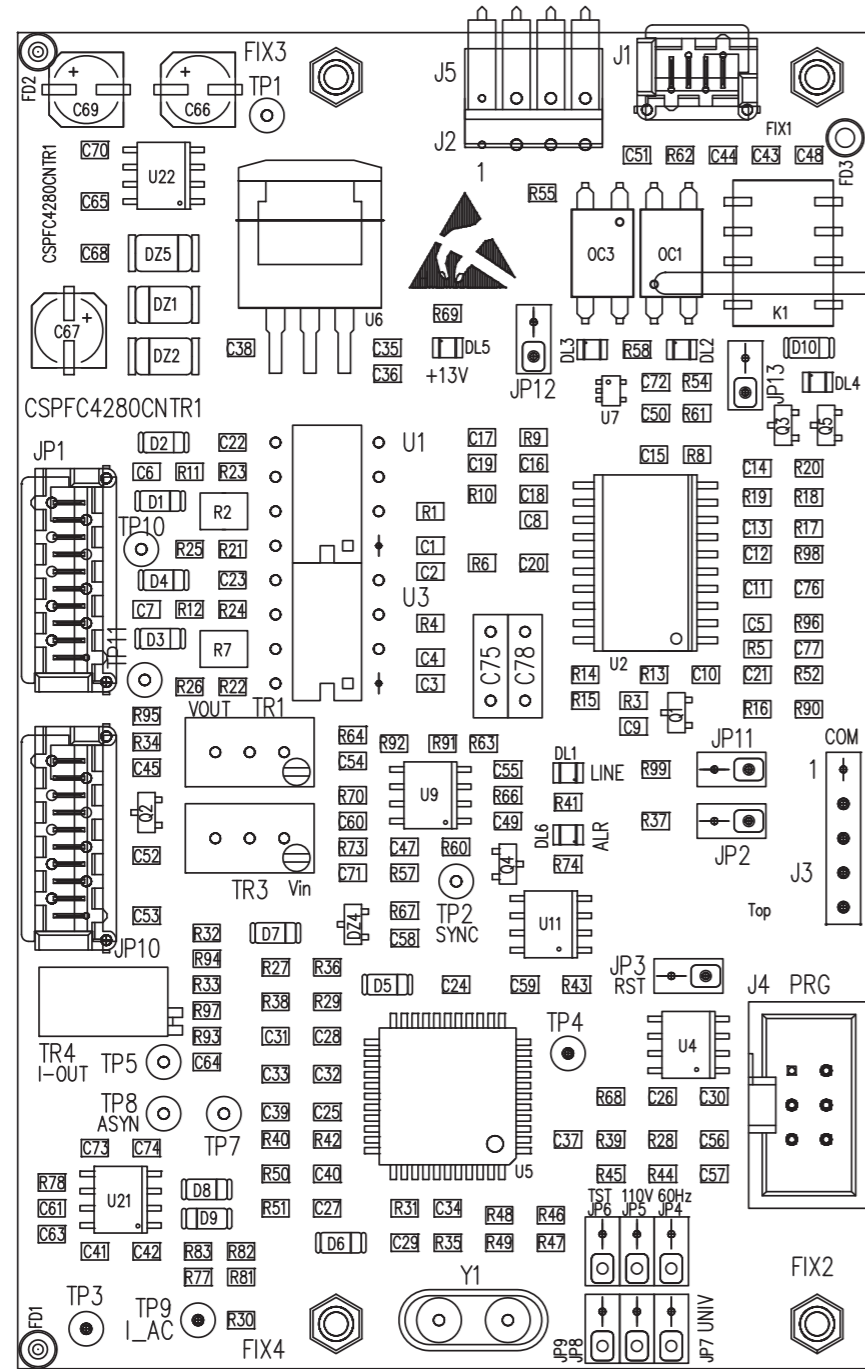 FIX3
J5
J1
FD2
C69
C66
TP1
J2
FIX1
FD3
C70
U22
1
C51 R62 C44 C43 C48
CSPFC4280CNTR1
C65
R55
C68
DZ5
OC3
OC1
DZ1
K1
C67
U6
R69
DZ2
C38
C35
DL5
DL3
R58
DL2
D10
C36
+13V
JP12
C72 R54
JP13
DL4
U7
C50 R61
Q3
Q5
CSPFC4280CNTR1
D2
C22
U1
C17
R9
JP1
C15 R8
C6
R11
R23
C19
C16
C14
R20
D1
R2
R10
C18
R19
R18
R1
C8
TP10
C13
R17
R25
R21
C1
C12
R98
D4
C23
C2
R6
C20
C11
C76
C7
R12
R24
U3
R4
C5
R96
TP11
D3
R7
C75
C78
R5
C77
C4
U2
R14
R13
C10
C21
R52
R26
R22
C3
R15
R3
Q1
R16
R90
R95
VOUT
TR1
C9
R34
R64
R92
R91
R63
JP11
COM
C45
C54
DL1
LINE
R99
1
U9
C55
Q2
R70
R66
R41
C60
C49
DL6
ALR
R37
C52
R73
C47
R60
JP2
TR3
Vin
C71
R57
Q4
R74
J3
TP2
SYNC
C53
R67
U11
Top
R32
D7
DZ4
C58
JP10
R94
R27
R36
JP3
RST
R33
D5
C24
C59
R43
J4
PRG
R97
R38
R29
TP4
R93
C31
C28
U4
TR4
I-OUT
TP5
C64
C33
C32
TP8
ASYN
R68
C26
C30
TP7
C39
C25
C73
C74
R40
R42
C37
R39
R28
C56
R78
R50
C40
U5
R45
R44
C57
U21
D8
TST 110V 60Hz
C61
R51
C27
R31
C34
JP6
JP5
JP4
D9
R48
R46
C63
C41
C42
R83
R82
D6
C29
R35
R49
R47
R77
R81
Y1
FIX2
TP3
TP9
I_AC
R30
FD1
FIX4
JP9
JP8
JP7
UNIV